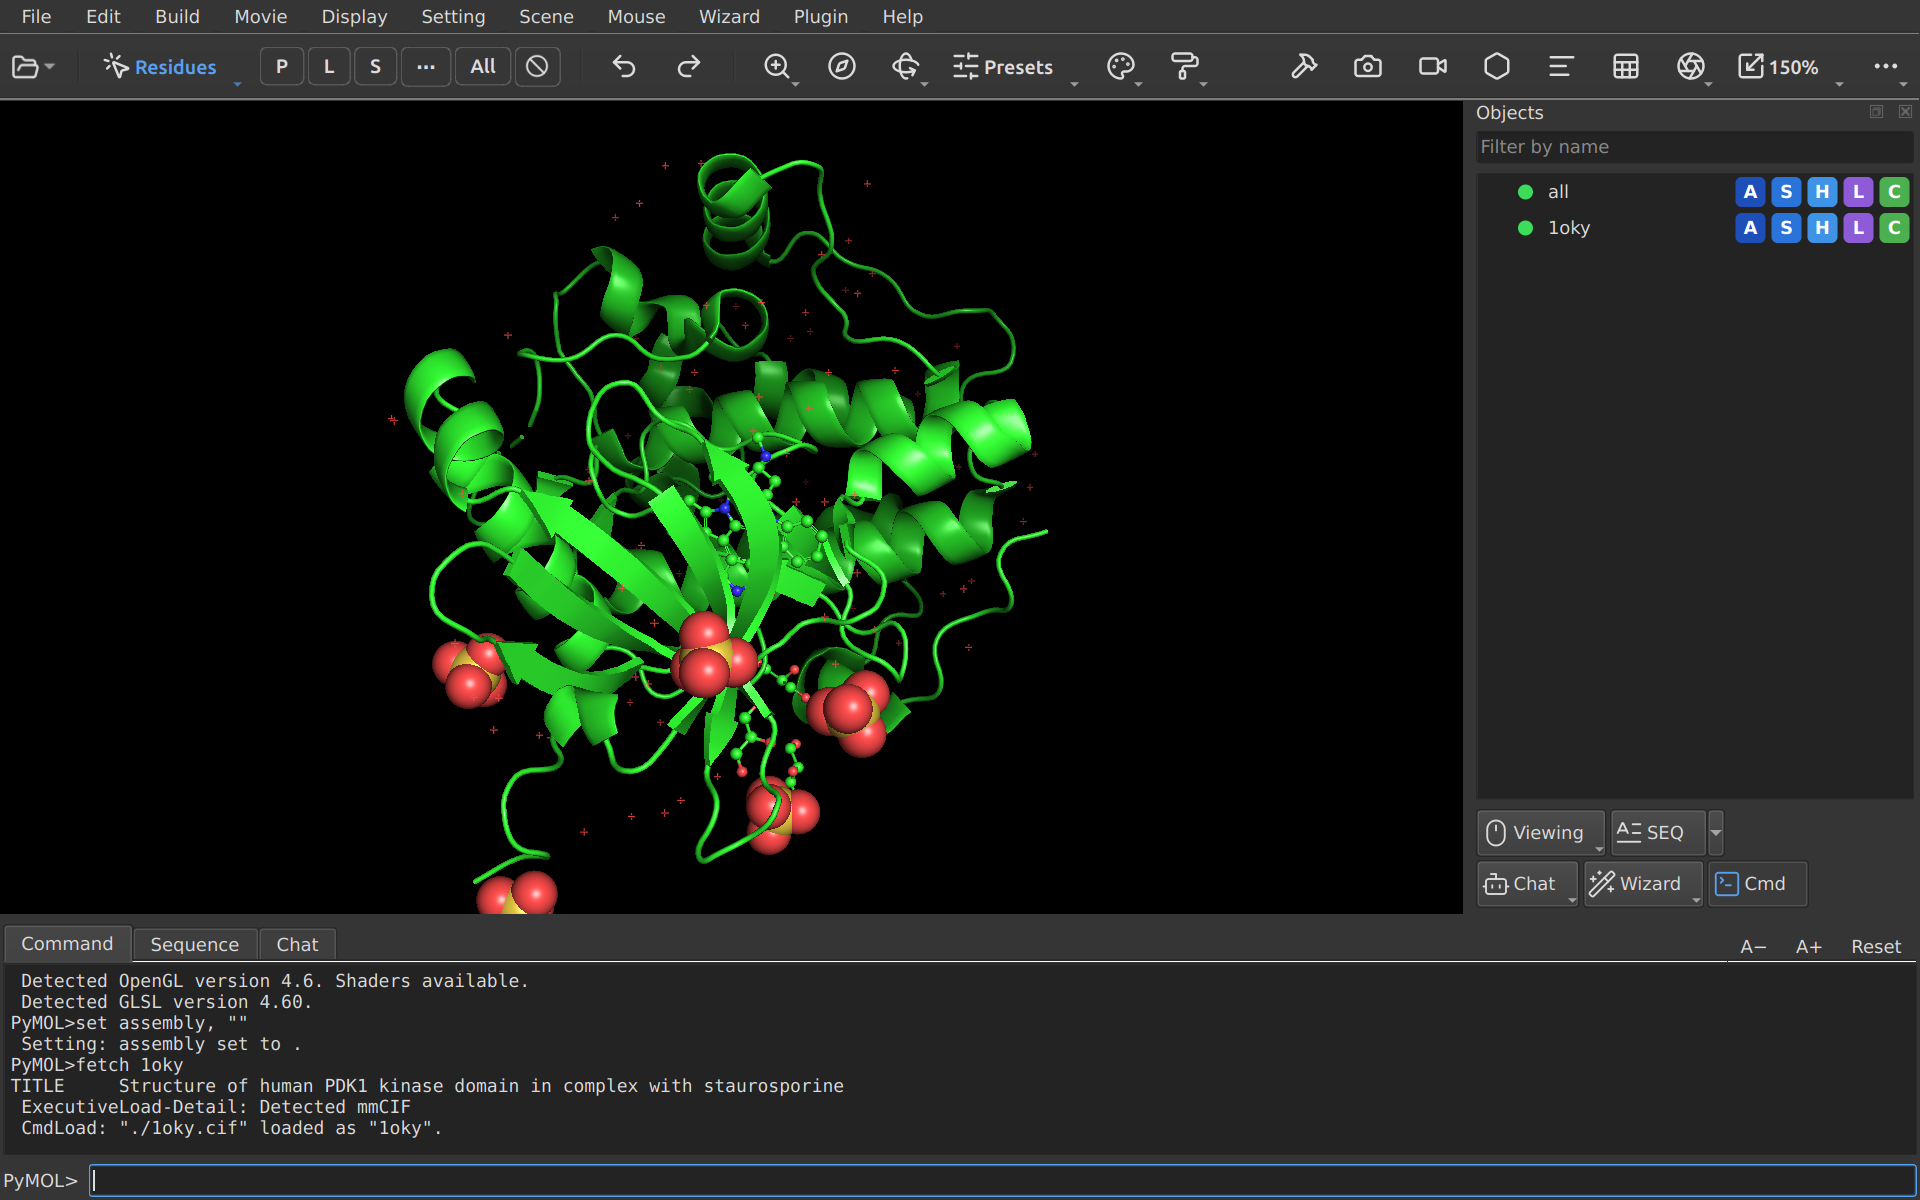 File Edit Build Movie Display Setting Scene Mouse Wizard Plugin Help
Residues P L S ... All Presets 150% ...
Objects
Filter by name
all A S H L C
1oky A S H L C
Viewing SEQ
Chat Wizard Cmd
Command Sequence Chat A− A+ Reset
Detected OpenGL version 4.6. Shaders available.
Detected GLSL version 4.60.
PyMOL>set assembly, ""
Setting: assembly set to .
PyMOL>fetch 1oky
TITLE     Structure of human PDK1 kinase domain in complex with staurosporine
ExecutiveLoad-Detail: Detected mmCIF
CmdLoad: "./1oky.cif" loaded as "1oky".
PyMOL>